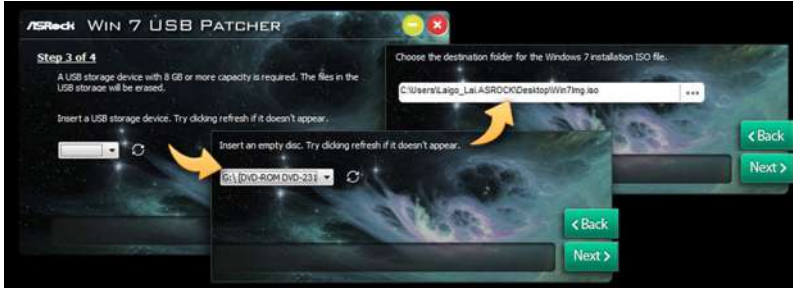 ASRock WIN 7 USB PATCHER
Step 3 of 4
A USB storage device with 8 GB or more capacity is required. The files in the
USB storage will be erased.
Insert a USB storage device. Try clicking refresh if it doesn't appear.
Insert an empty disc. Try clicking refresh if it doesn't appear.
G:\ [DVD-ROM DVD-231
< Back
Next >
Choose the destination folder for the Windows 7 installation ISO file.
C:\Users\Laigo_Lai.ASROCK\Desktop\Win7Img.iso
...
< Back
Next >